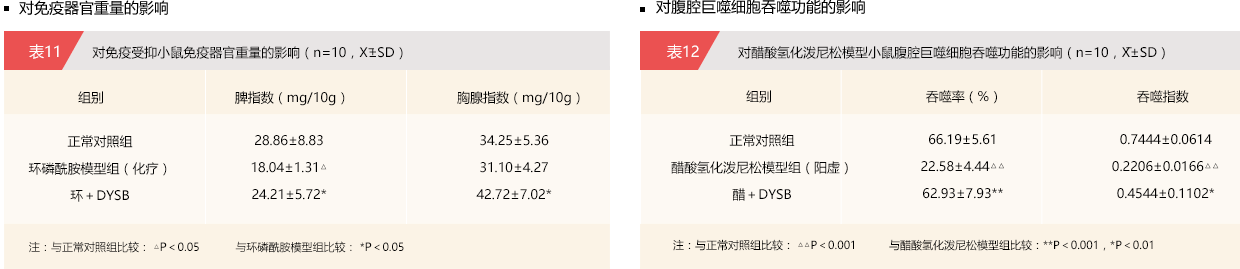 对免疫器官重量的影响
表11 对免疫受抑小鼠免疫器官重量的影响（n=10，X̄±SD）
组别 脾指数（mg/10g） 胸腺指数（mg/10g）
正常对照组 28.86±8.83 34.25±5.36
环磷酰胺模型组（化疗） 18.04±1.31△ 31.10±4.27
环＋DYSB 24.21±5.72* 42.72±7.02*
注：与正常对照组比较： △P＜0.05 与环磷酰胺模型组比较： *P＜0.05
对腹腔巨噬细胞吞噬功能的影响
表12 对醋酸氢化泼尼松模型小鼠腹腔巨噬细胞吞噬功能的影响（n=10，X̄±SD）
组别 吞噬率（%） 吞噬指数
正常对照组 66.19±5.61 0.7444±0.0614
醋酸氢化泼尼松模型组（阳虚） 22.58±4.44△△ 0.2206±0.0166△△
醋＋DYSB 62.93±7.93** 0.4544±0.1102*
注：与正常对照组比较： △△P＜0.001 与醋酸氢化泼尼松模型组比较：**P＜0.001，*P＜0.01